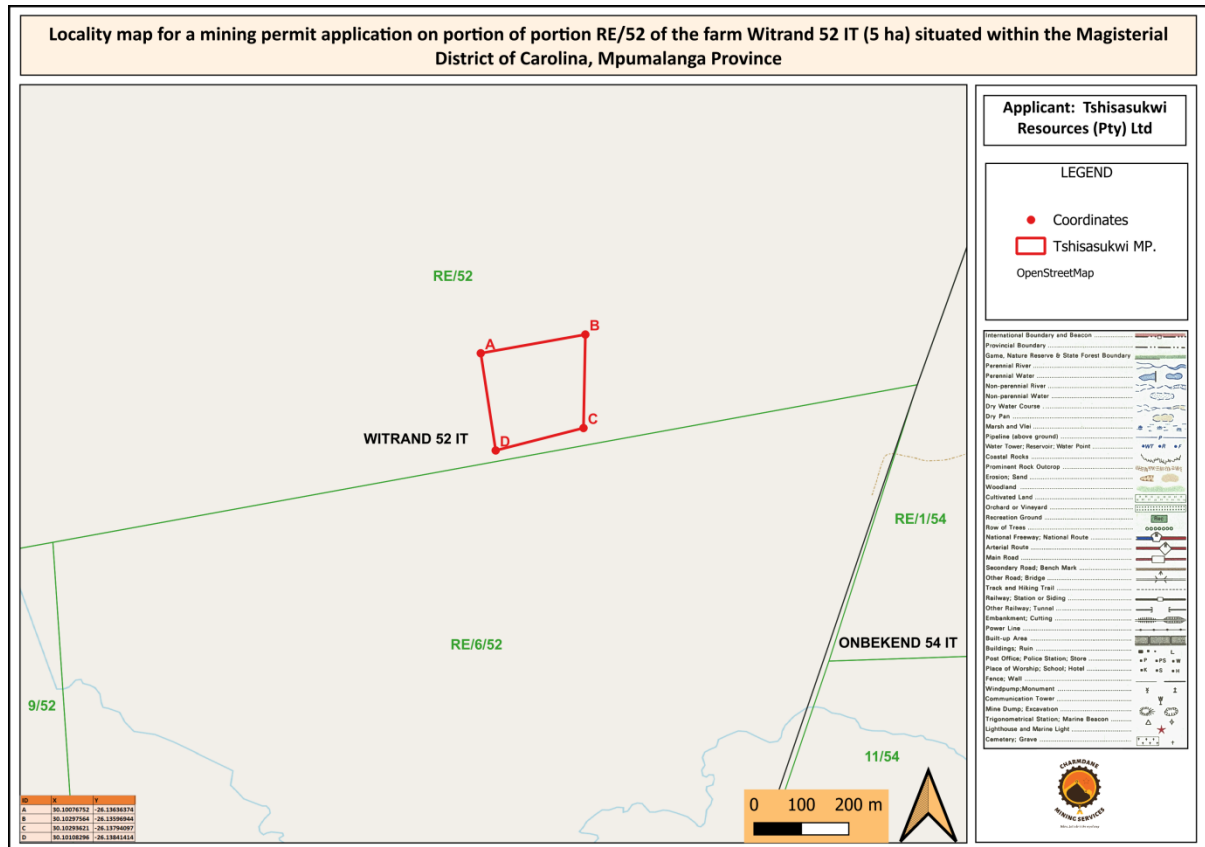 Locality map for a mining permit application on portion of portion RE/52 of the farm Witrand 52 IT (5 ha) situated within the Magisterial
District of Carolina, Mpumalanga Province
RE/52
A
B
C
D
WITRAND 52 IT
RE/1/54
RE/6/52
ONBEKEND 54 IT
9/52
11/54
ID X Y
A 30.10076752 -26.13636374
B 30.10297564 -26.13596944
C 30.10293621 -26.13794097
D 30.10108296 -26.13841414
0 100 200 m
Applicant: Tshisasukwi
Resources (Pty) Ltd
LEGEND
Coordinates
Tshisasukwi MP.
OpenStreetMap
International Boundary and Beacon
Provincial Boundary
Game, Nature Reserve & State Forest Boundary
Perennial River
Perennial Water
Non-perennial River
Non-perennial Water
Dry Water Course
Dry Pan
Marsh and Vlei
Pipeline (above ground)
Water Tower; Reservoir; Water Point •WT •R •F
Coastal Rocks
Prominent Rock Outcrop
Erosion; Sand
Woodland
Cultivated Land
Orchard or Vineyard
Recreation Ground Rec
Row of Trees
National Freeway; National Route
Arterial Route
Main Road
Secondary Road; Bench Mark
Other Road; Bridge
Track and Hiking Trail
Railway; Station or Siding
Other Railway; Tunnel
Embankment; Cutting
Power Line
Built-up Area
Buildings; Ruin
Post Office; Police Station; Store •P •PS •W
Place of Worship; School; Hotel •K •S •H
Fence; Wall
Windpump;Monument
Communication Tower
Mine Dump; Excavation
Trigonometrical Station; Marine Beacon
Lighthouse and Marine Light
Cemetery; Grave
CHARMDANE
MINING SERVICES